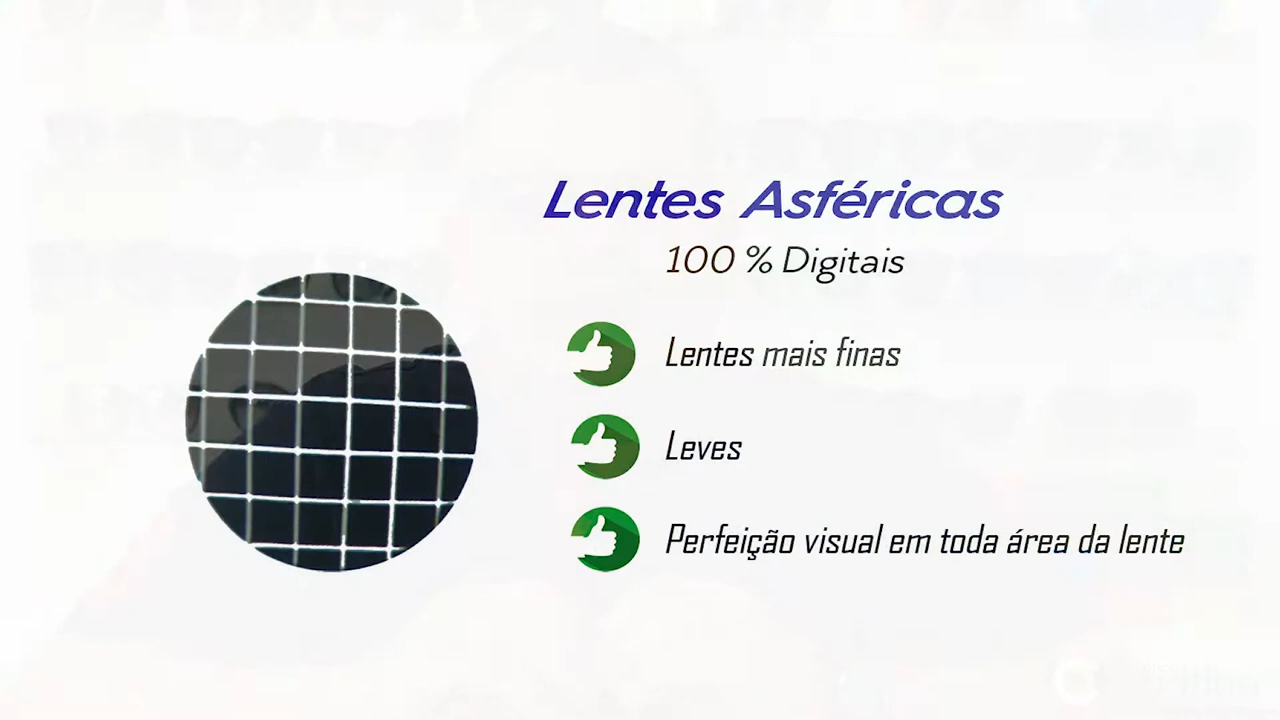 Lentes Asféricas
100 % Digitais
Lentes mais finas
Leves
Perfeição visual em toda área da lente